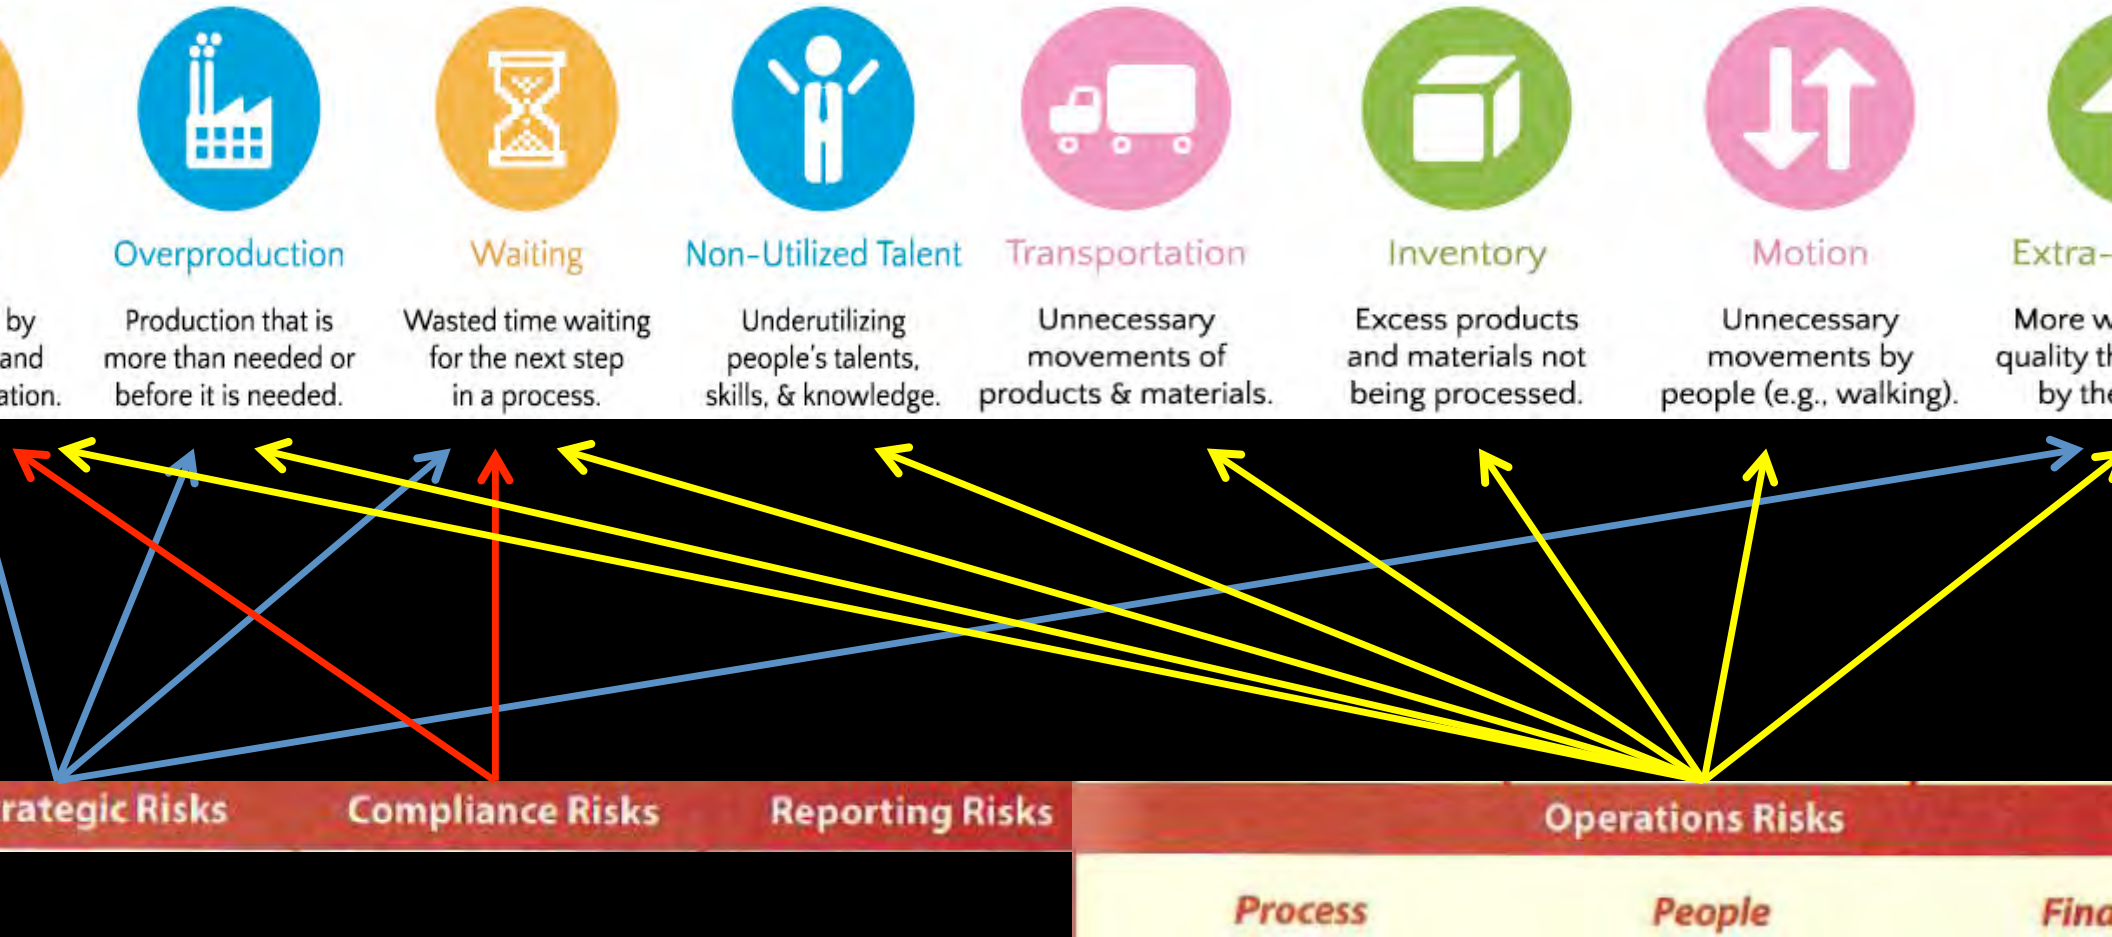 Overproduction
Waiting
Non-Utilized Talent
Transportation
Inventory
Motion
Extra-
by
and
ation.
Production that is
more than needed or
before it is needed.
Wasted time waiting
for the next step
in a process.
Underutilizing
people's talents,
skills, & knowledge.
Unnecessary
movements of
products & materials.
Excess products
and materials not
being processed.
Unnecessary
movements by
people (e.g., walking).
More w
quality th
by the
rategic Risks
Compliance Risks
Reporting Risks
Operations Risks
Process
People
Fina